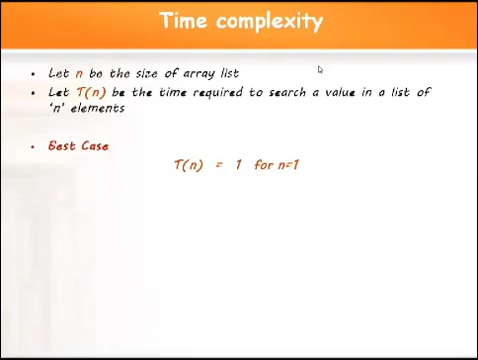 Time complexity
• Let n be the size of array list
• Let T(n) be the time required to search a value in a list of
'n' elements
• Best Case
T(n) = 1 for n=1